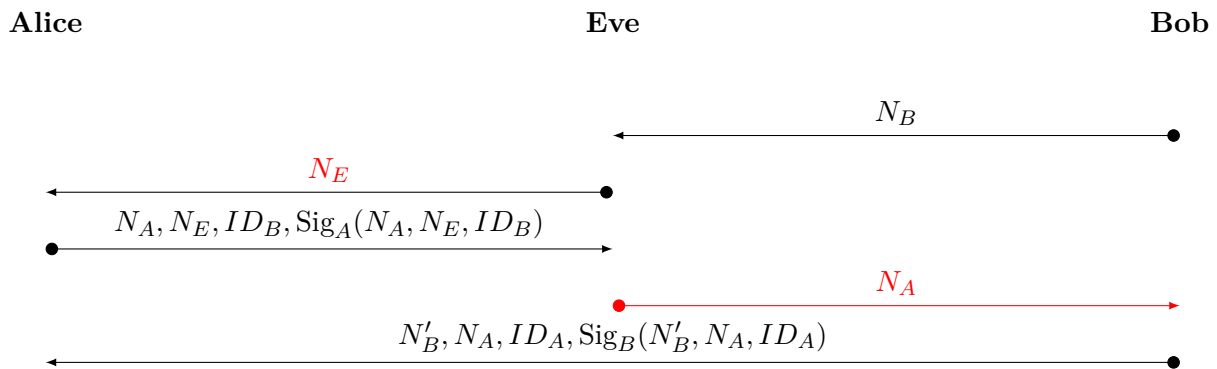 Alice Eve Bob
N_B
N_E
N_A, N_E, ID_B, Sig_A(N_A, N_E, ID_B)
N_A
N'_B, N_A, ID_A, Sig_B(N'_B, N_A, ID_A)